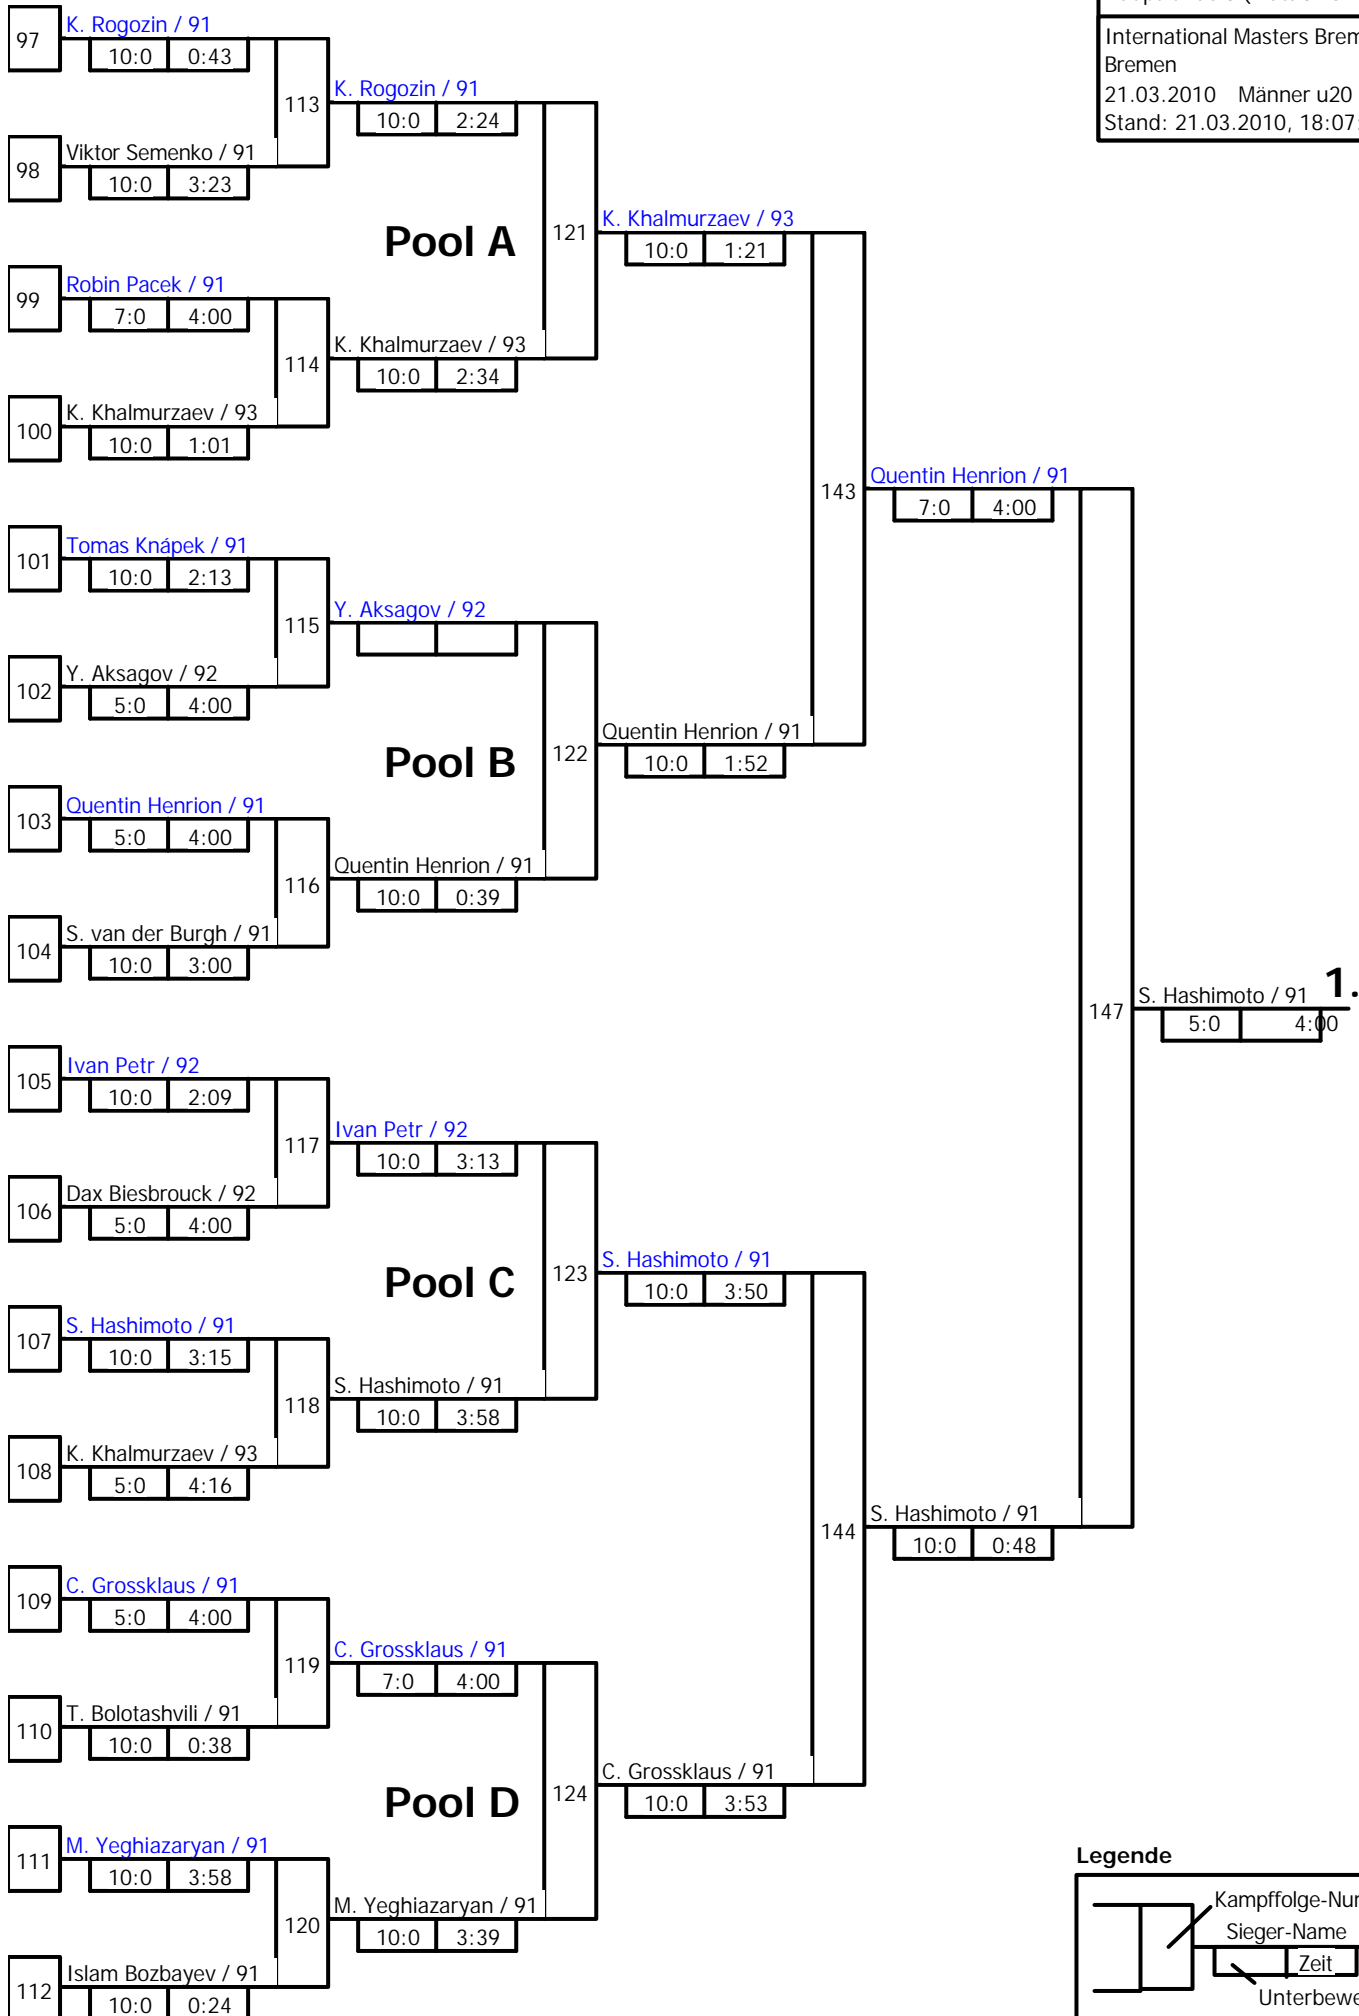 International Masters
Bremen
21.03.2010 Männer u20
Stand: 21.03.2010, 18:07
97
K. Rogozin / 91
10:0 0:43
113
K. Rogozin / 91
10:0 2:24
98
Viktor Semenko / 91
10:0 3:23
Pool A
121
K. Khalmurzaev / 93
10:0 1:21
99
Robin Pacek / 91
7:0 4:00
114
K. Khalmurzaev / 93
10:0 2:34
100
K. Khalmurzaev / 93
10:0 1:01
143
Quentin Henrion / 91
7:0 4:00
101
Tomas Knápek / 91
10:0 2:13
115
Y. Aksagov / 92
102
Y. Aksagov / 92
5:0 4:00
Pool B
122
Quentin Henrion / 91
10:0 1:52
103
Quentin Henrion / 91
5:0 4:00
116
Quentin Henrion / 91
10:0 0:39
104
S. van der Burgh / 91
10:0 3:00
147
S. Hashimoto / 91 1.
5:0 4:00
105
Ivan Petr / 92
10:0 2:09
117
Ivan Petr / 92
10:0 3:13
106
Dax Biesbrouck / 92
5:0 4:00
Pool C
123
S. Hashimoto / 91
10:0 3:50
107
S. Hashimoto / 91
10:0 3:15
118
S. Hashimoto / 91
10:0 3:58
108
K. Khalmurzaev / 93
5:0 4:16
144
S. Hashimoto / 91
10:0 0:48
109
C. Grossklaus / 91
5:0 4:00
119
C. Grossklaus / 91
7:0 4:00
110
T. Bolotashvili / 91
10:0 0:38
Pool D
124
C. Grossklaus / 91
10:0 3:53
111
M. Yeghiazaryan / 91
10:0 3:58
120
M. Yeghiazaryan / 91
10:0 3:39
112
Islam Bozbayev / 91
10:0 0:24
Legende
Kampffolge-Nu
Sieger-Name
Zeit
Unterbewe